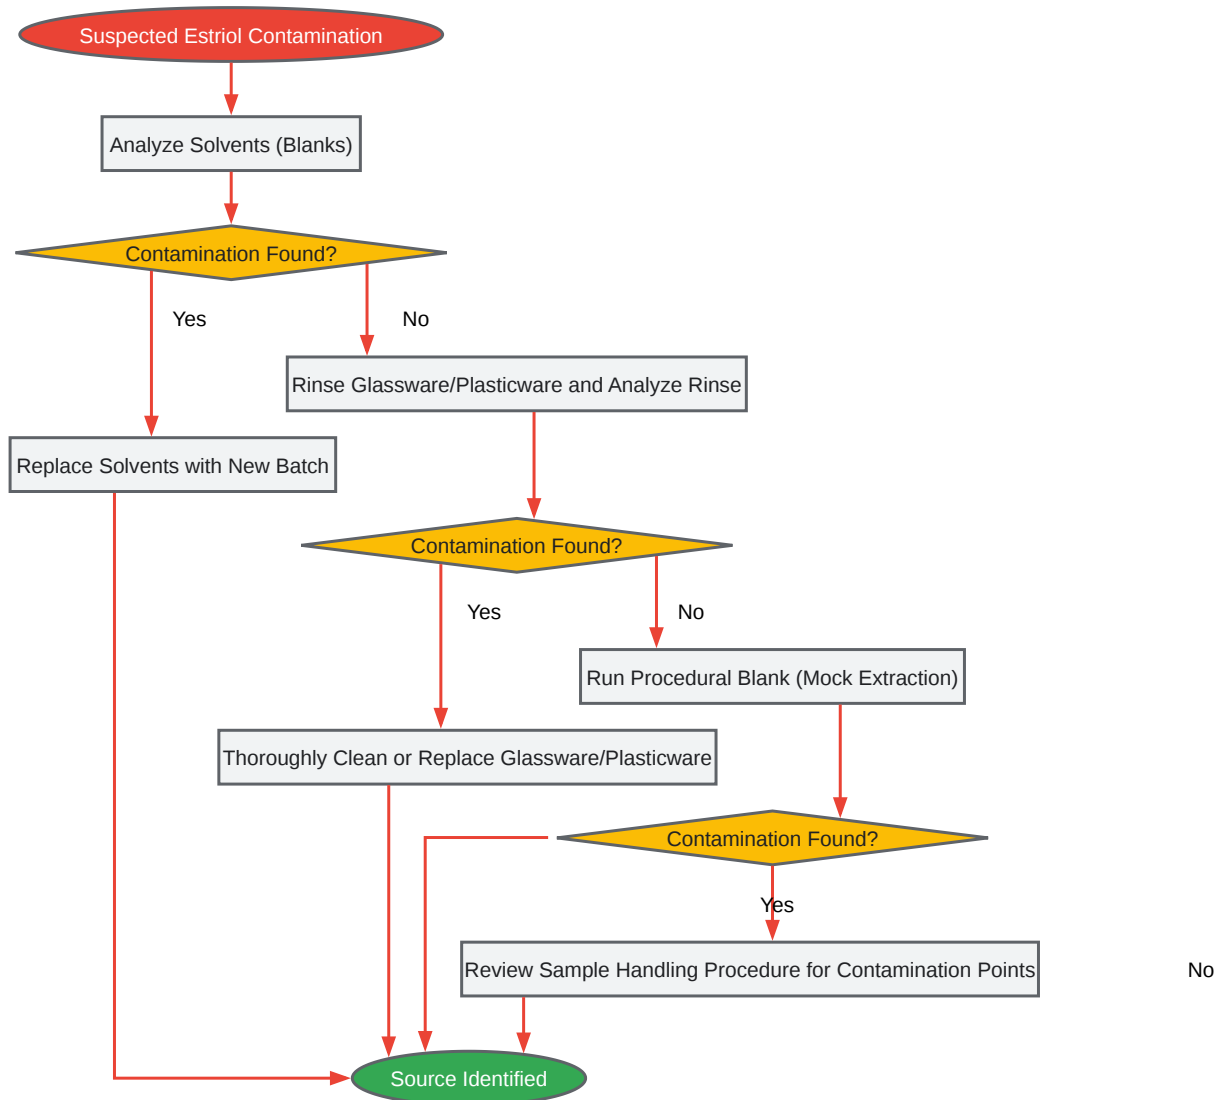 Suspected Estriol Contamination
Analyze Solvents (Blanks)
Contamination Found?
Yes
No
Rinse Glassware/Plasticware and Analyze Rinse
Replace Solvents with New Batch
Contamination Found?
Yes
No
Run Procedural Blank (Mock Extraction)
Thoroughly Clean or Replace Glassware/Plasticware
Contamination Found?
Yes
Review Sample Handling Procedure for Contamination Points
No
Source Identified